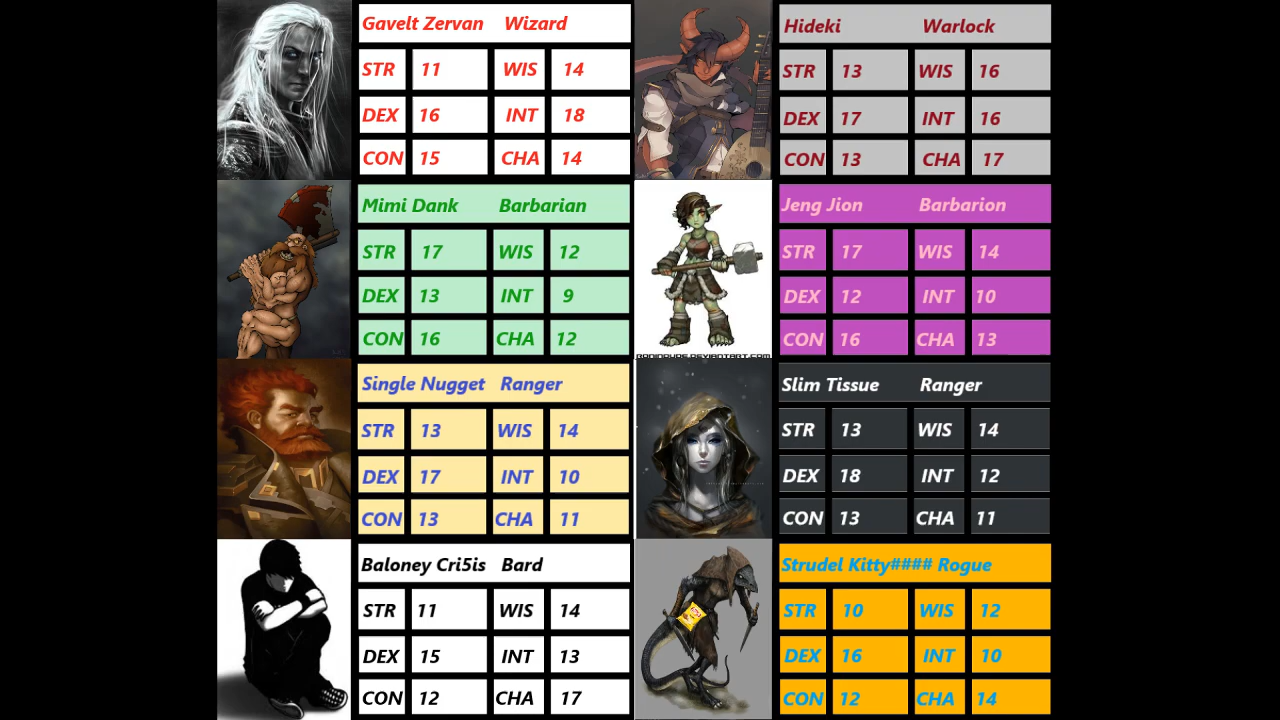 Gavelt Zervan Wizard
STR 11 WIS 14
DEX 16 INT 18
CON 15 CHA 14
Hideki Warlock
STR 13 WIS 16
DEX 17 INT 16
CON 13 CHA 17
Mimi Dank Barbarian
STR 17 WIS 12
DEX 13 INT 9
CON 16 CHA 12
Jeng Jion Barbarion
STR 17 WIS 14
DEX 12 INT 10
CON 16 CHA 13
Single Nugget Ranger
STR 13 WIS 14
DEX 17 INT 10
CON 13 CHA 11
Slim Tissue Ranger
STR 13 WIS 14
DEX 18 INT 12
CON 13 CHA 11
Baloney Cri5is Bard
STR 11 WIS 14
DEX 15 INT 13
CON 12 CHA 17
Strudel Kitty#### Rogue
STR 10 WIS 12
DEX 16 INT 10
CON 12 CHA 14